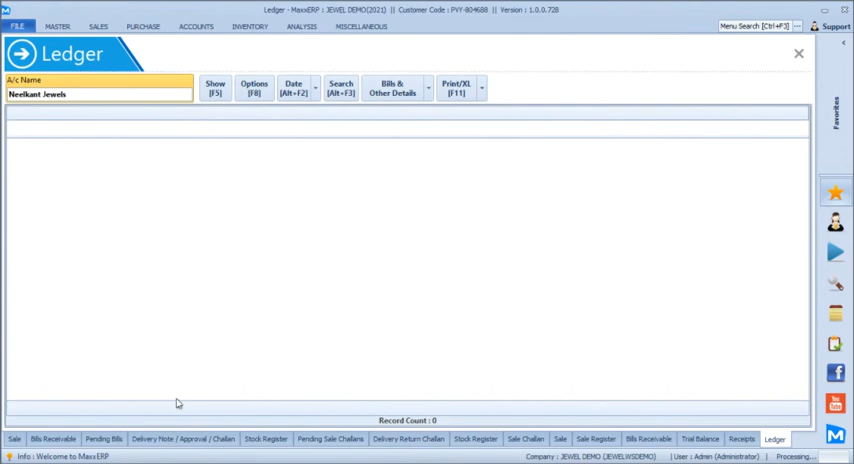 Ledger - MaxxERP : JEWEL DEMO(2021) || Customer Code : PVY-804688 || Version : 1.0.0.728
FILE MASTER SALES PURCHASE ACCOUNTS INVENTORY ANALYSIS MISCELLANEOUS Menu Search [Ctrl+F3] ... Support
Ledger
A/c Name
Neelkant Jewels
Show [F5]
Options [F8]
Date [Alt+F2]
Search [Alt+F3]
Bills & Other Details
Print/XL [F11]
Favorites
You Tube
Record Count : 0
Sale Bills Receivable Pending Bills Delivery Note / Approval / Challan Stock Register Pending Sale Challans Delivery Return Challan Stock Register Sale Challan Sale Sale Register Bills Receivable Trial Balance Receipts Ledger
Info : Welcome to MaxxERP Company : JEWEL DEMO (JEWELWSDEMO) | User : Admin (Administrator) | Processing...